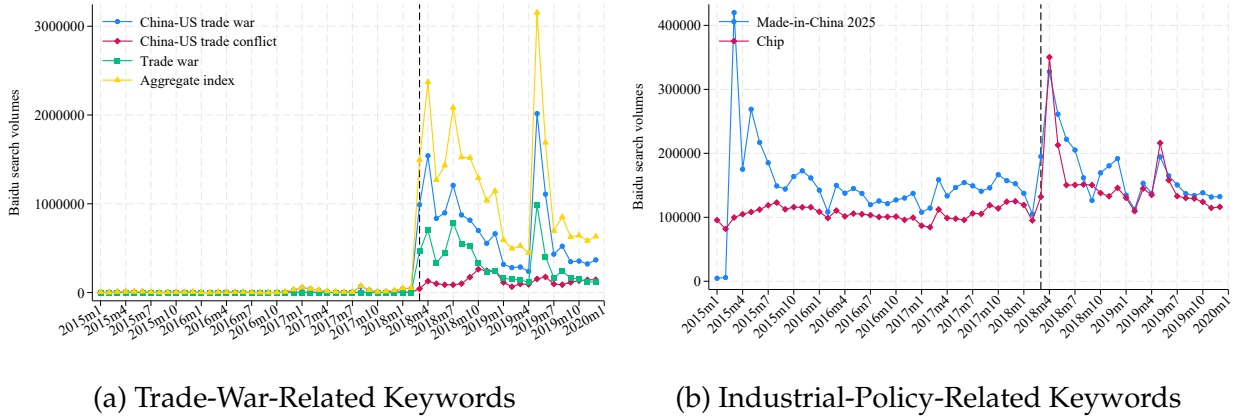 China-US trade war
China-US trade conflict
Trade war
Aggregate index
Baidu search volumes
3000000
2000000
1000000
0
2015m1
2015m4
2015m7
2015m10
2016m1
2016m4
2016m7
2016m10
2017m1
2017m4
2017m7
2017m10
2018m1
2018m4
2018m7
2018m10
2019m1
2019m4
2019m7
2019m10
2020m1
(a) Trade-War-Related Keywords
Made-in-China 2025
Chip
Baidu search volumes
400000
300000
200000
100000
0
2015m1
2015m4
2015m7
2015m10
2016m1
2016m4
2016m7
2016m10
2017m1
2017m4
2017m7
2017m10
2018m1
2018m4
2018m7
2018m10
2019m1
2019m4
2019m7
2019m10
2020m1
(b) Industrial-Policy-Related Keywords